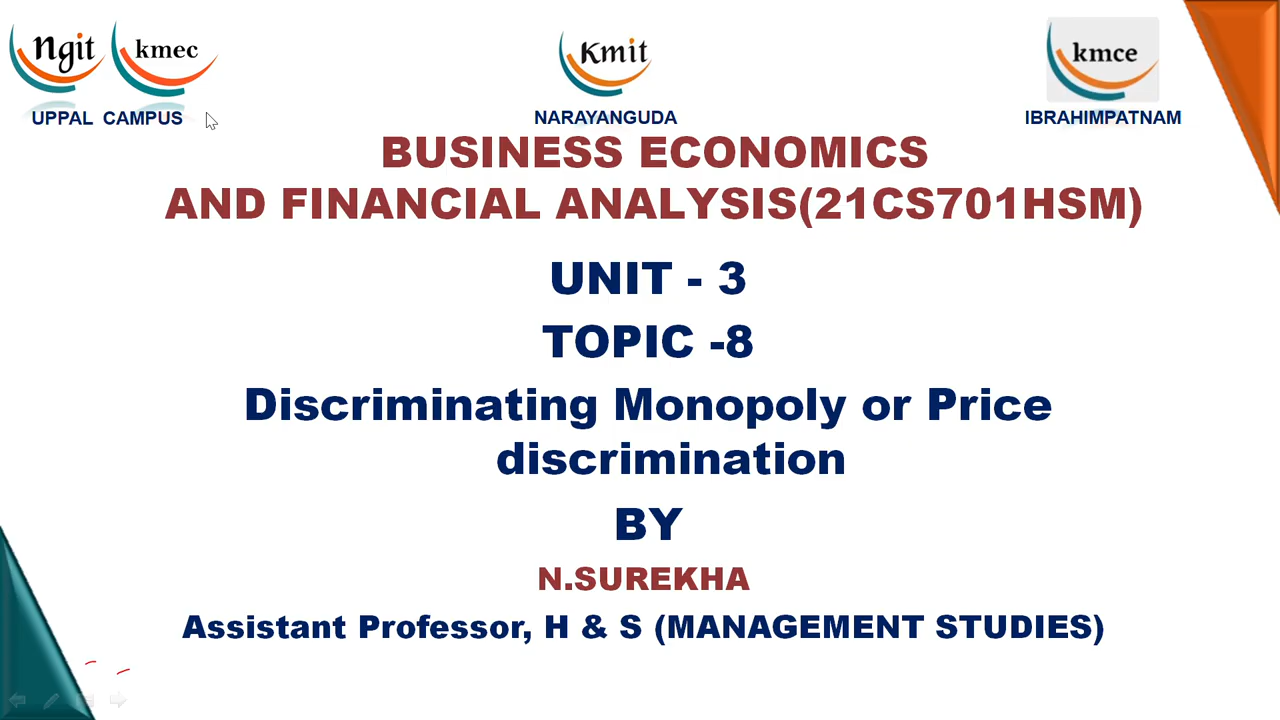 Ngit kmec Kmit kmce
UPPAL CAMPUS NARAYANGUDA IBRAHIMPATNAM
BUSINESS ECONOMICS
AND FINANCIAL ANALYSIS(21CS701HSM)
UNIT - 3
TOPIC -8
Discriminating Monopoly or Price
discrimination
BY
N.SUREKHA
Assistant Professor, H & S (MANAGEMENT STUDIES)